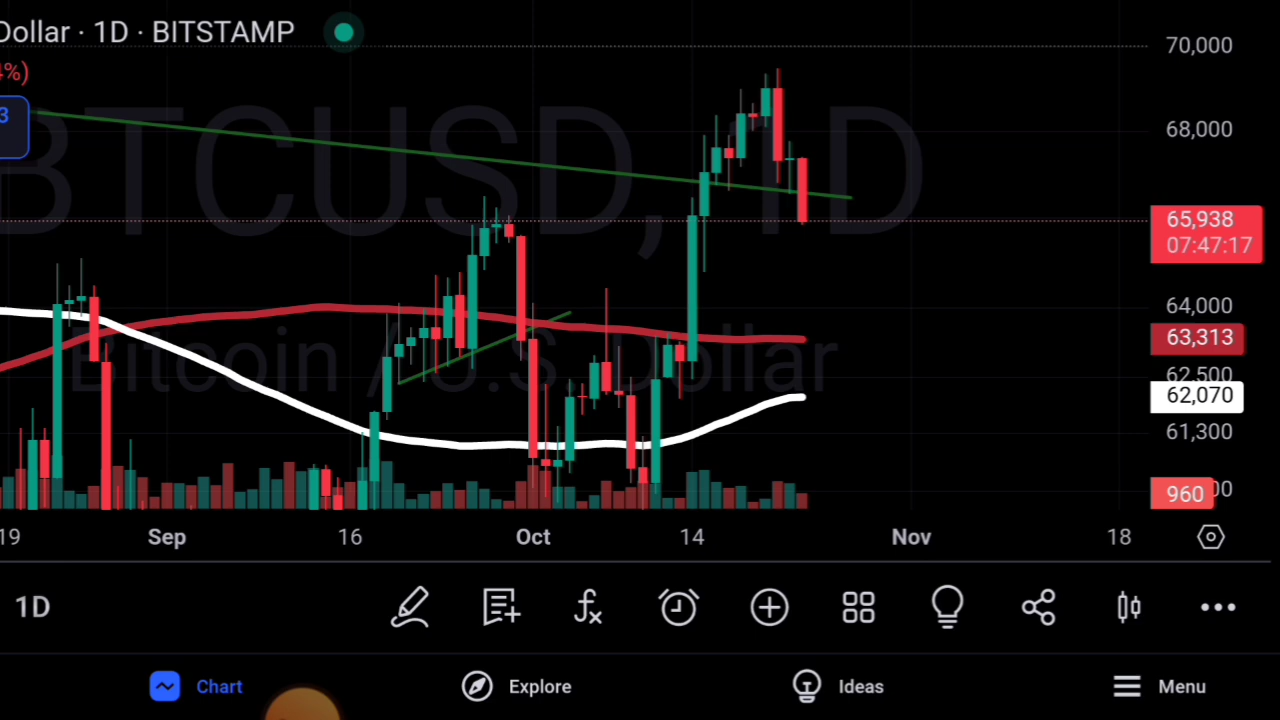 Dollar · 1D · BITSTAMP
4%)
3
BTCUSD, 1D
Bitcoin / U.S. Dollar
70,000
68,000
65,938
07:47:17
64,000
63,313
62,500
62,070
61,300
960
00
19 Sep 16 Oct 14 Nov 18
1D
Chart Explore Ideas Menu